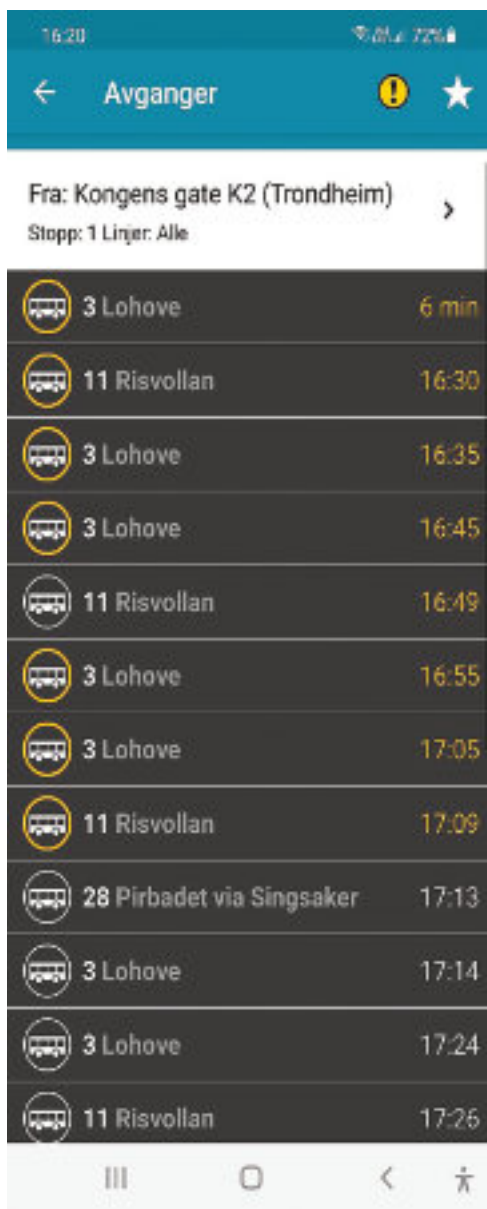 16:20 72%
Avganger
Fra: Kongens gate K2 (Trondheim)
Stopp: 1 Linjer: Alle
3 Lohove 6 min
11 Risvollan 16:30
3 Lohove 16:35
3 Lohove 16:45
11 Risvollan 16:49
3 Lohove 16:55
3 Lohove 17:05
11 Risvollan 17:09
28 Pirbadet via Singsaker 17:13
3 Lohove 17:14
3 Lohove 17:24
11 Risvollan 17:26